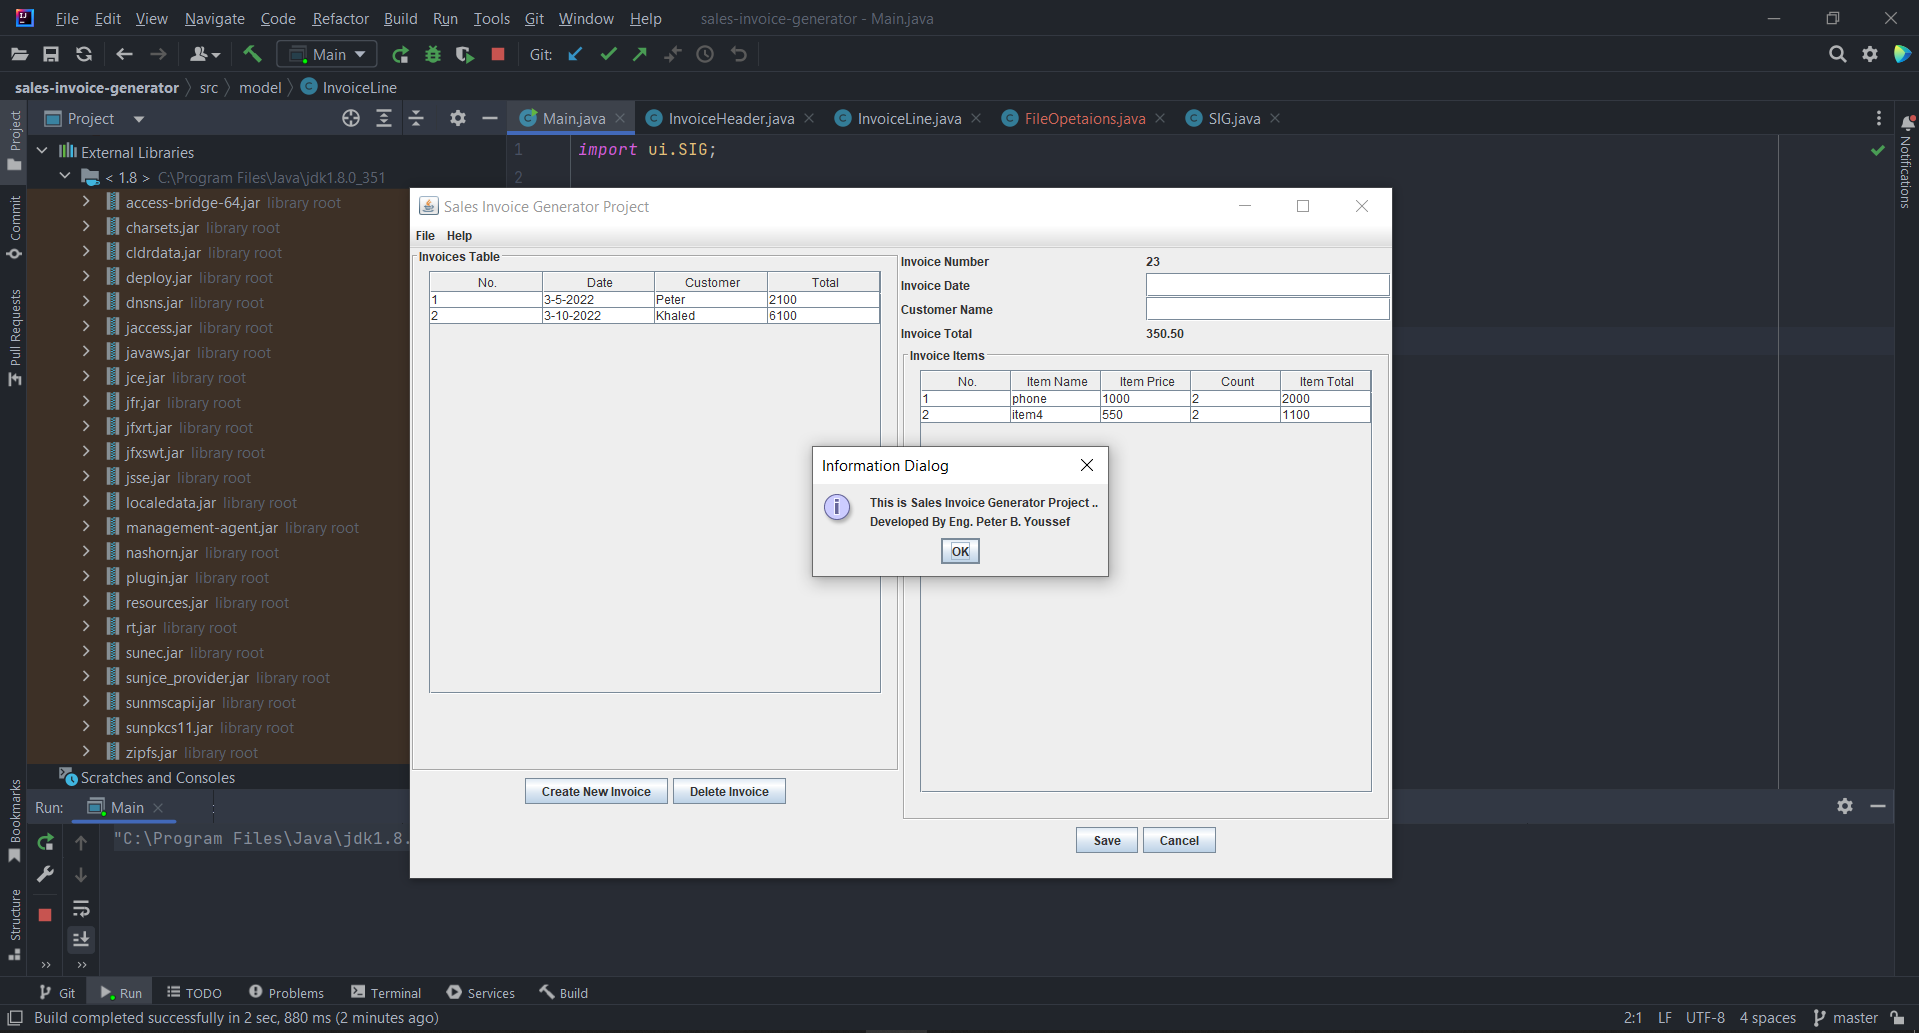 File Edit View Navigate Code Refactor Build Run Tools Git Window Help sales-invoice-generator - Main.java
Main Git:
sales-invoice-generator src model InvoiceLine
Project Main.java InvoiceHeader.java InvoiceLine.java FileOpetaions.java SIG.java
Project
Commit
Pull Requests
Bookmarks
Structure
Notifications
External Libraries
< 1.8 > C:\Program Files\Java\jdk1.8.0_351
access-bridge-64.jar library root
charsets.jar library root
cldrdata.jar library root
deploy.jar library root
dnsns.jar library root
jaccess.jar library root
javaws.jar library root
jce.jar library root
jfr.jar library root
jfxrt.jar library root
jfxswt.jar library root
jsse.jar library root
localedata.jar library root
management-agent.jar library root
nashorn.jar library root
plugin.jar library root
resources.jar library root
rt.jar library root
sunec.jar library root
sunjce_provider.jar library root
sunmscapi.jar library root
sunpkcs11.jar library root
zipfs.jar library root
Scratches and Consoles
1 import ui.SIG;
2
Sales Invoice Generator Project
File Help
Invoices Table
No. Date Customer Total
1 3-5-2022 Peter 2100
2 3-10-2022 Khaled 6100
Create New Invoice Delete Invoice
Invoice Number 23
Invoice Date
Customer Name
Invoice Total 350.50
Invoice Items
No. Item Name Item Price Count Item Total
1 phone 1000 2 2000
2 item4 550 2 1100
Save Cancel
Information Dialog
This is Sales Invoice Generator Project ..
Developed By Eng. Peter B. Youssef
OK
Run: Main
"C:\Program Files\Java\jdk1.8.
Git Run TODO Problems Terminal Services Build
Build completed successfully in 2 sec, 880 ms (2 minutes ago) 2:1 LF UTF-8 4 spaces master